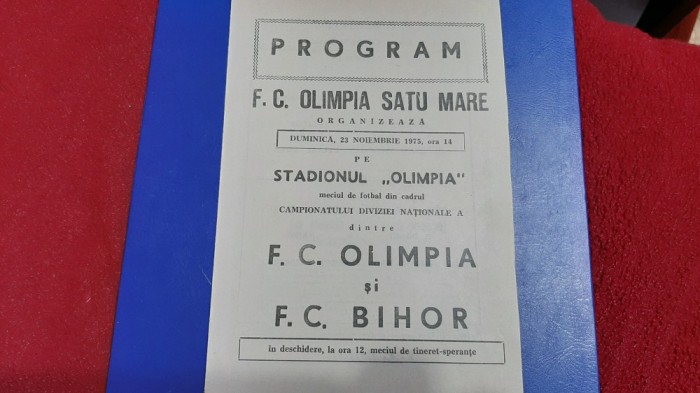 PROGRAM
F. C. OLIMPIA SATU MARE
ORGANIZEAZĂ
DUMINICĂ, 23 NOIEMBRIE 1975, ora 14
PE
STADIONUL „OLIMPIA"
meciul de fotbal din cadrul
CAMPIONATULUI DIVIZIEI NAȚIONALE A
dintre
F. C. OLIMPIA
și
F. C. BIHOR
în deschidere, la ora 12, meciul de tineret-speranțe